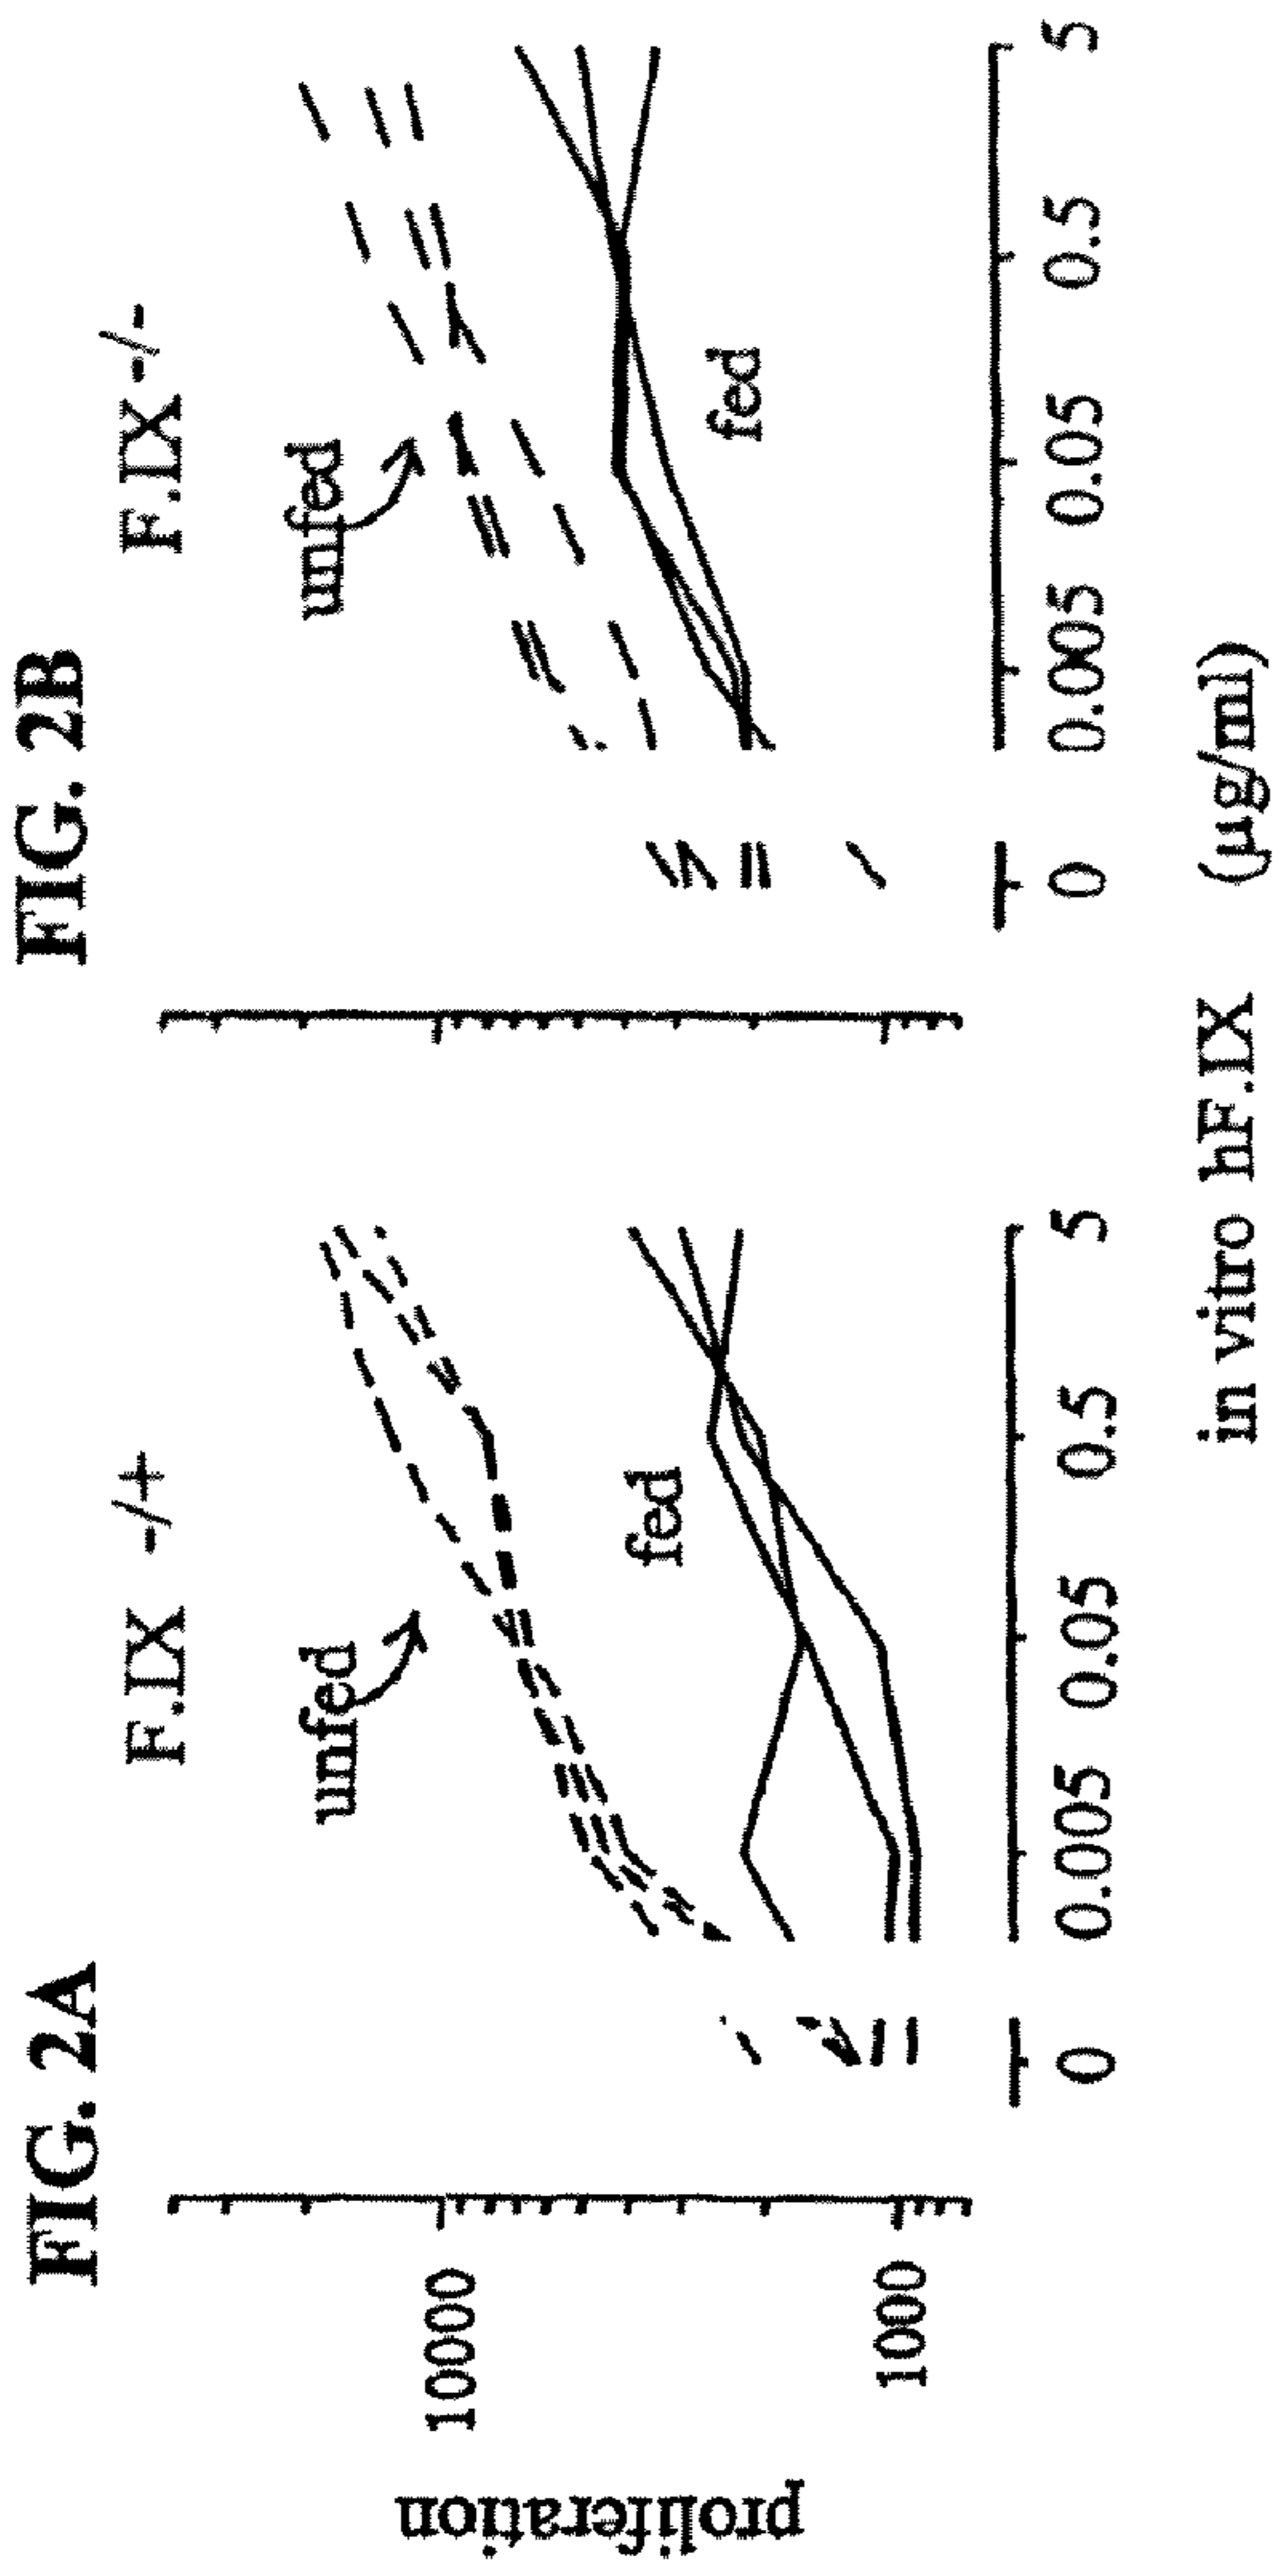 FIG. 2A
F.IX -/+
unfed
fed
proliferation
10000
1000
0 0.005 0.05 0.5 5
FIG. 2B
F.IX -/-
unfed
fed
0 0.005 0.05 0.5 5
in vitro hF.IX (µg/ml)